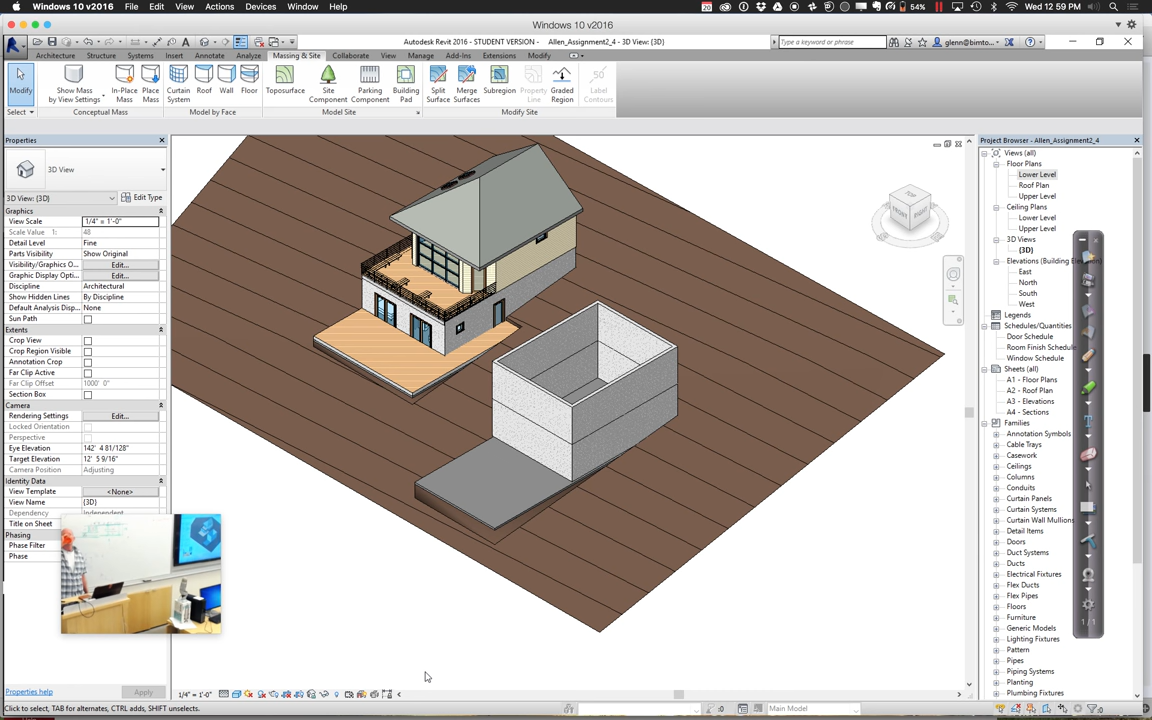 Windows 10 v2016 File Edit View Actions Devices Window Help 54% Wed 12:59 PM
Windows 10 v2016
Autodesk Revit 2016 - STUDENT VERSION - Allen_Assignment2_4 - 3D View: {3D} Type a keyword or phrase glenn@bimto...
Architecture Structure Systems Insert Annotate Analyze Massing & Site Collaborate View Manage Add-Ins Extensions Modify
Modify Show Mass by View Settings In-Place Mass Place Mass Curtain System Roof Wall Floor Toposurface Site Component Parking Component Building Pad Split Surface Merge Surfaces Subregion Property Line Graded Region Label Contours
50
Select Conceptual Mass Model by Face Model Site Modify Site
Properties
3D View
3D View: {3D} Edit Type
Graphics
View Scale 1/4" = 1'-0"
Scale Value 1: 48
Detail Level Fine
Parts Visibility Show Original
Visibility/Graphics O... Edit...
Graphic Display Opti... Edit...
Discipline Architectural
Show Hidden Lines By Discipline
Default Analysis Disp... None
Sun Path
Extents
Crop View
Crop Region Visible
Annotation Crop
Far Clip Active
Far Clip Offset 1000' 0"
Section Box
Camera
Rendering Settings Edit...
Locked Orientation
Perspective
Eye Elevation 142' 4 81/128"
Target Elevation 12' 5 9/16"
Camera Position Adjusting
Identity Data
View Template <None>
View Name {3D}
Dependency Independent
Title on Sheet
Phasing
Phase Filter
Phase
Properties help Apply
TOP FRONT RIGHT
Project Browser - Allen_Assignment2_4
Views (all)
Floor Plans
Lower Level
Roof Plan
Upper Level
Ceiling Plans
Lower Level
Upper Level
3D Views
{3D}
Elevations (Building Elevation)
East
North
South
West
Legends
Schedules/Quantities
Door Schedule
Room Finish Schedule
Window Schedule
Sheets (all)
A1 - Floor Plans
A2 - Roof Plan
A3 - Elevations
A4 - Sections
Families
Annotation Symbols
Cable Trays
Casework
Ceilings
Columns
Conduits
Curtain Panels
Curtain Systems
Curtain Wall Mullions
Detail Items
Doors
Duct Systems
Ducts
Electrical Fixtures
Flex Ducts
Flex Pipes
Floors
Furniture
Generic Models
Lighting Fixtures
Pattern
Pipes
Piping Systems
Planting
Plumbing Fixtures
1 / 1
1/4" = 1'-0"
Click to select, TAB for alternates, CTRL adds, SHIFT unselects. :0 Main Model :0